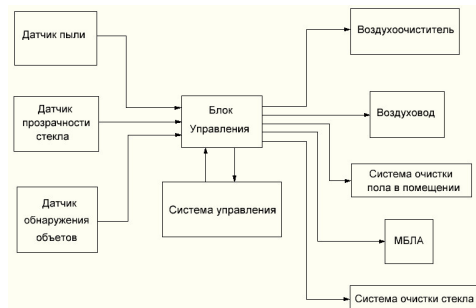 Датчик пыли
Датчик
прозрачности
стекла
Датчик
обнаружения
объетов
Блок
Управления
Система управления
Воздухоочиститель
Воздуховод
Система очистки
пола в помещении
МБЛА
Система очистки стекла